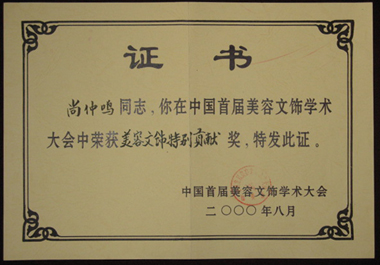 证书
尚仲鸣同志，你在中国首届美容文饰学术
大会中荣获美容文饰特别贡献奖，特发此证。
中国首届美容文饰学术大会
二〇〇〇年八月